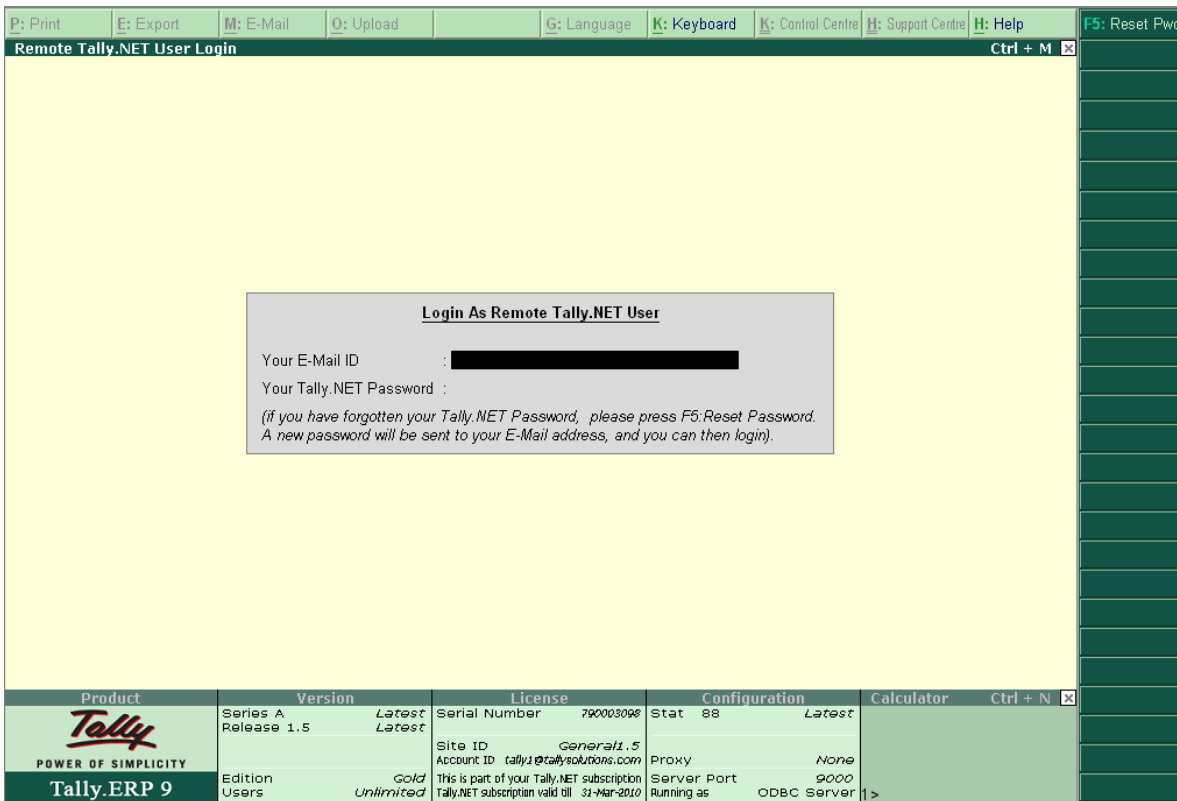 P: Print E: Export M: E-Mail O: Upload G: Language K: Keyboard K: Control Centre H: Support Centre H: Help F5: Reset Pwd
Remote Tally.NET User Login Ctrl + M
Login As Remote Tally.NET User
Your E-Mail ID :
Your Tally.NET Password :
(if you have forgotten your Tally.NET Password, please press F5:Reset Password.
A new password will be sent to your E-Mail address, and you can then login).
Product Version License Configuration Calculator Ctrl + N
Tally
POWER OF SIMPLICITY
Tally.ERP 9
Series A Latest
Release 1.5 Latest
Edition Gold
Users Unlimited
Serial Number 790003098
Site ID General1.5
Account ID tally1@tallysolutions.com
This is part of your Tally.NET subscription
Tally.NET subscription valid till 31-Mar-2010
Stat 88 Latest
Proxy None
Server Port 9000
Running as ODBC Server
1>